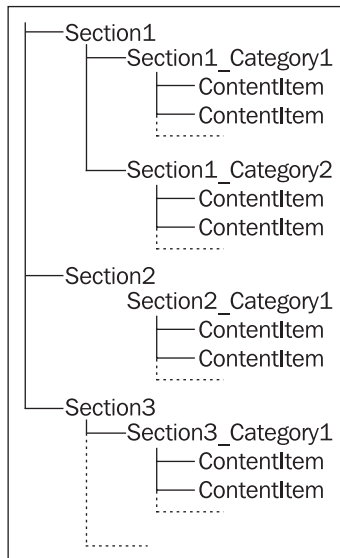 Section1
Section1_Category1
ContentItem
ContentItem
Section1_Category2
ContentItem
ContentItem
Section2
Section2_Category1
ContentItem
ContentItem
Section3
Section3_Category1
ContentItem
ContentItem